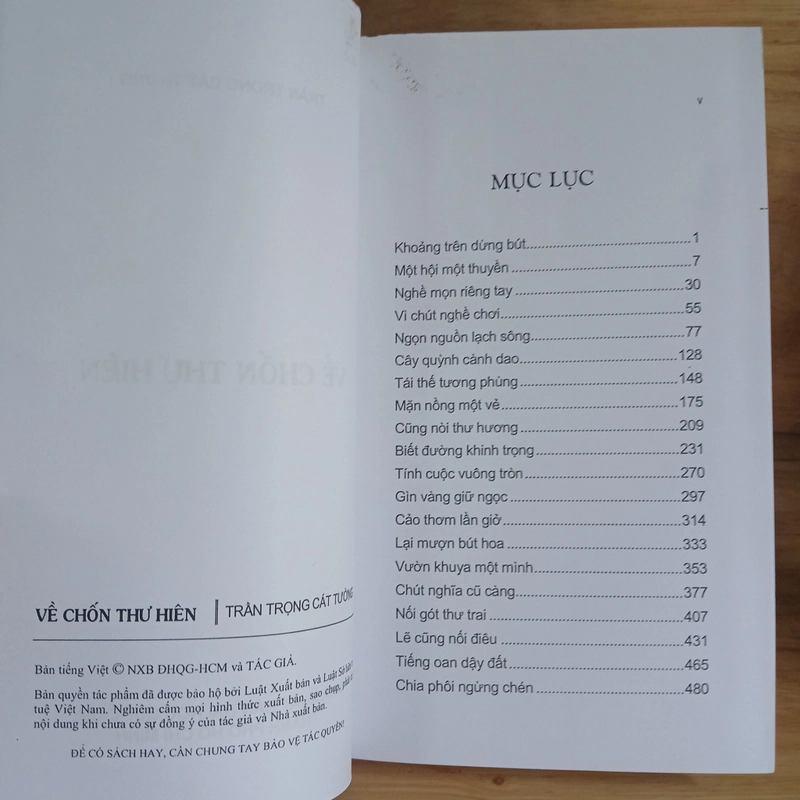 VỀ CHỐN THƯ HIÊN | TRẦN TRỌNG CÁT TƯỜNG
Bản tiếng Việt © NXB ĐHQG-HCM và TÁC GIẢ.
Bản quyền tác phẩm đã được bảo hộ bởi Luật Xuất bản và Luật Sở hữu trí
tuệ Việt Nam. Nghiêm cấm mọi hình thức xuất bản, sao chụp, phát tán
nội dung khi chưa có sự đồng ý của tác giả và Nhà xuất bản.
ĐỂ CÓ SÁCH HAY, CẦN CHUNG TAY BẢO VỆ TÁC QUYỀN!
v
MỤC LỤC
Khoảng trên dừng bút.....1
Một hội một thuyền.....7
Nghề mọn riêng tay.....30
Vì chút nghề chơi.....55
Ngọn nguồn lạch sông.....77
Cây quỳnh cành dao.....128
Tái thế tương phùng.....148
Mặn nồng một vẻ.....175
Cũng nòi thư hương.....209
Biết đường khinh trọng.....231
Tính cuộc vuông tròn.....270
Gìn vàng giữ ngọc.....297
Cảo thơm lần giở.....314
Lại mượn bút hoa.....333
Vườn khuya một mình.....353
Chút nghĩa cũ càng.....377
Nối gót thư trai.....407
Lẽ cũng nối điêu.....431
Tiếng oan dậy đất.....465
Chia phôi ngừng chén.....480